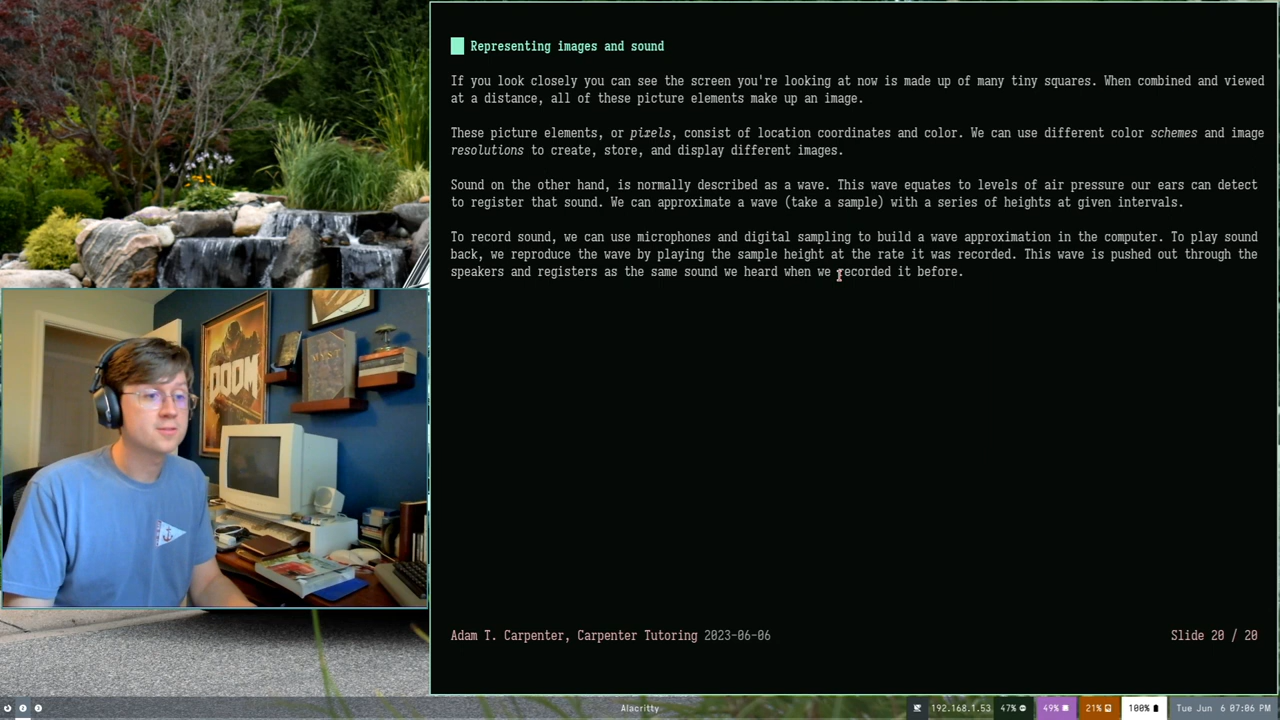 Representing images and sound
If you look closely you can see the screen you're looking at now is made up of many tiny squares. When combined and viewed
at a distance, all of these picture elements make up an image.
These picture elements, or pixels, consist of location coordinates and color. We can use different color schemes and image
resolutions to create, store, and display different images.
Sound on the other hand, is normally described as a wave. This wave equates to levels of air pressure our ears can detect
to register that sound. We can approximate a wave (take a sample) with a series of heights at given intervals.
To record sound, we can use microphones and digital sampling to build a wave approximation in the computer. To play sound
back, we reproduce the wave by playing the sample height at the rate it was recorded. This wave is pushed out through the
speakers and registers as the same sound we heard when we recorded it before.
DOOM
MYST
Adam T. Carpenter, Carpenter Tutoring 2023-06-06
Slide 20 / 20
Alacritty
192.168.1.53
47%
49%
21%
100%
Tue Jun 6 07:06 PM